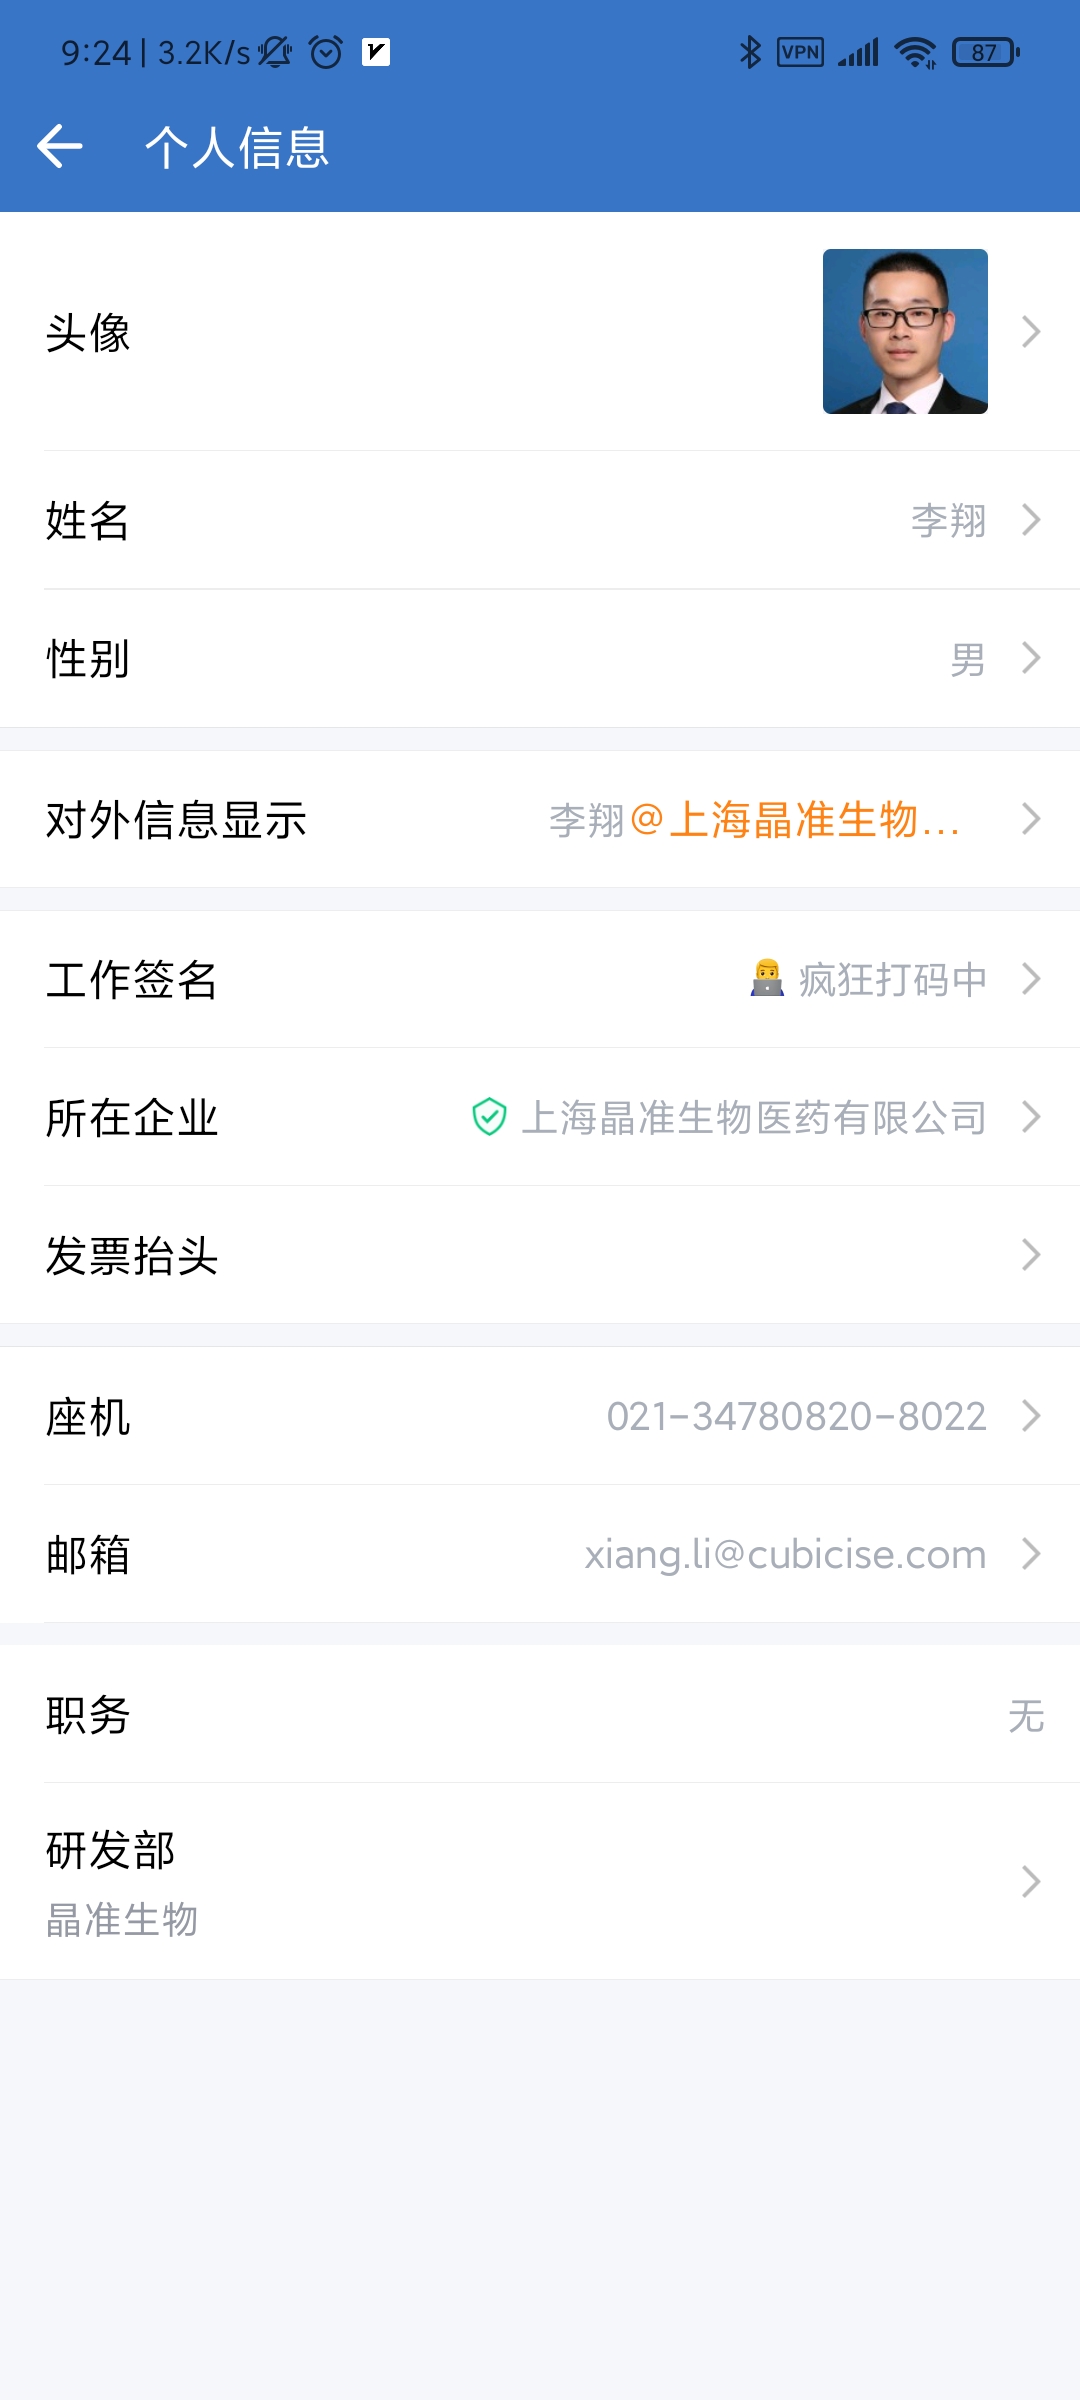 9:24 | 3.2K/s
VPN
87
个人信息
头像
姓名 李翔
性别 男
对外信息显示 李翔@上海晶准生物...
工作签名 疯狂打码中
所在企业 上海晶准生物医药有限公司
发票抬头
座机 021-34780820-8022
邮箱 xiang.li@cubicise.com
职务 无
研发部
晶准生物